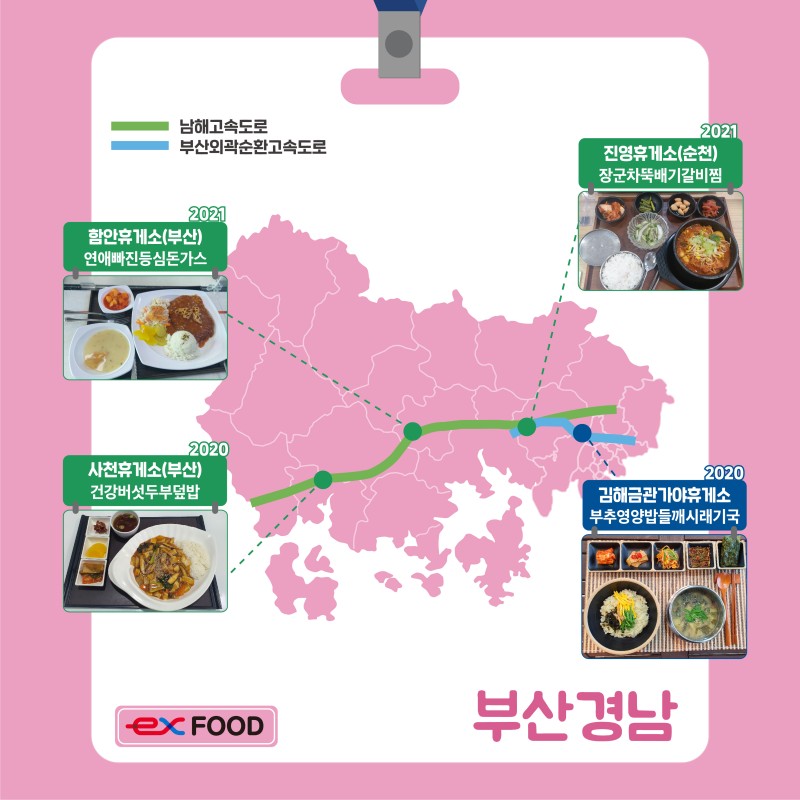 남해고속도로
부산외곽순환고속도로
2021
진영휴게소(순천)
장군차뚝배기갈비찜
2021
함안휴게소(부산)
연애빠진등심돈가스
2020
사천휴게소(부산)
건강버섯두부덮밥
2020
김해금관가야휴게소
부추영양밥들깨시래기국
ex FOOD
부산경남